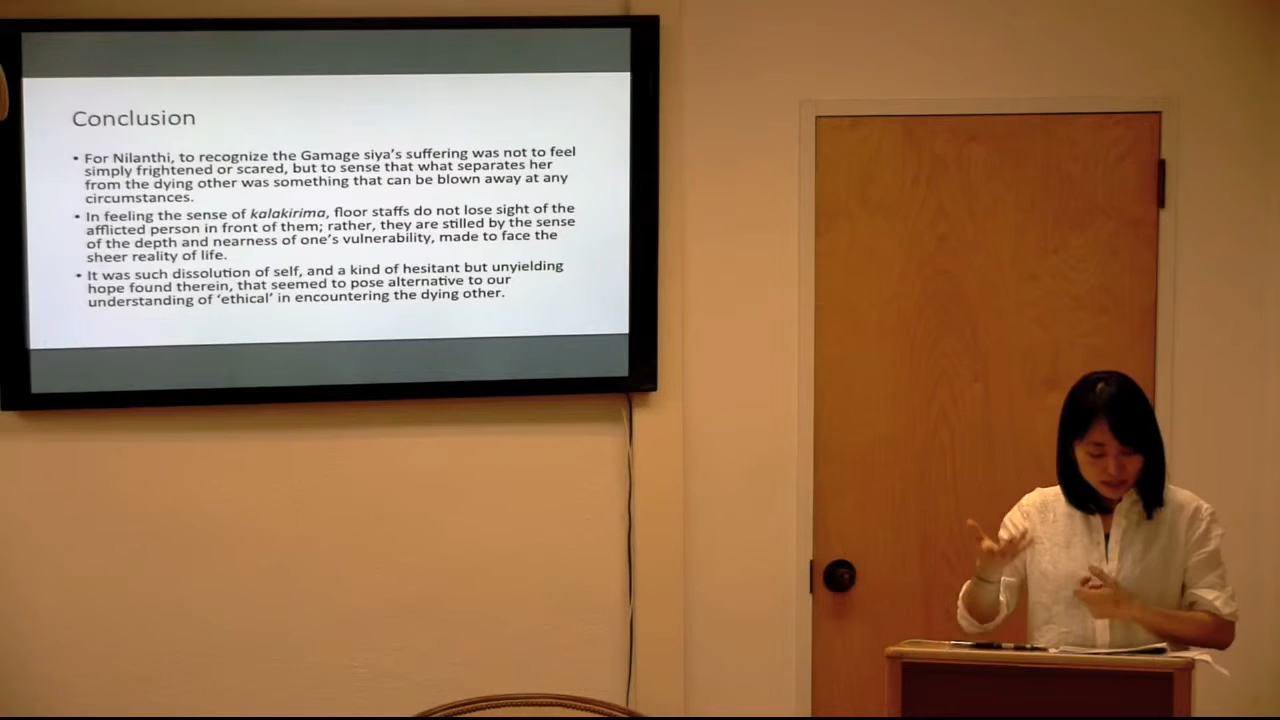 Conclusion
• For Nilanthi, to recognize the Gamage siya's suffering was not to feel
simply frightened or scared, but to sense that what separates her
from the dying other was something that can be blown away at any
circumstances.
• In feeling the sense of kalakirima, floor staffs do not lose sight of the
afflicted person in front of them; rather, they are stilled by the sense
of the depth and nearness of one's vulnerability, made to face the
sheer reality of life.
• It was such dissolution of self, and a kind of hesitant but unyielding
hope found therein, that seemed to pose alternative to our
understanding of 'ethical' in encountering the dying other.